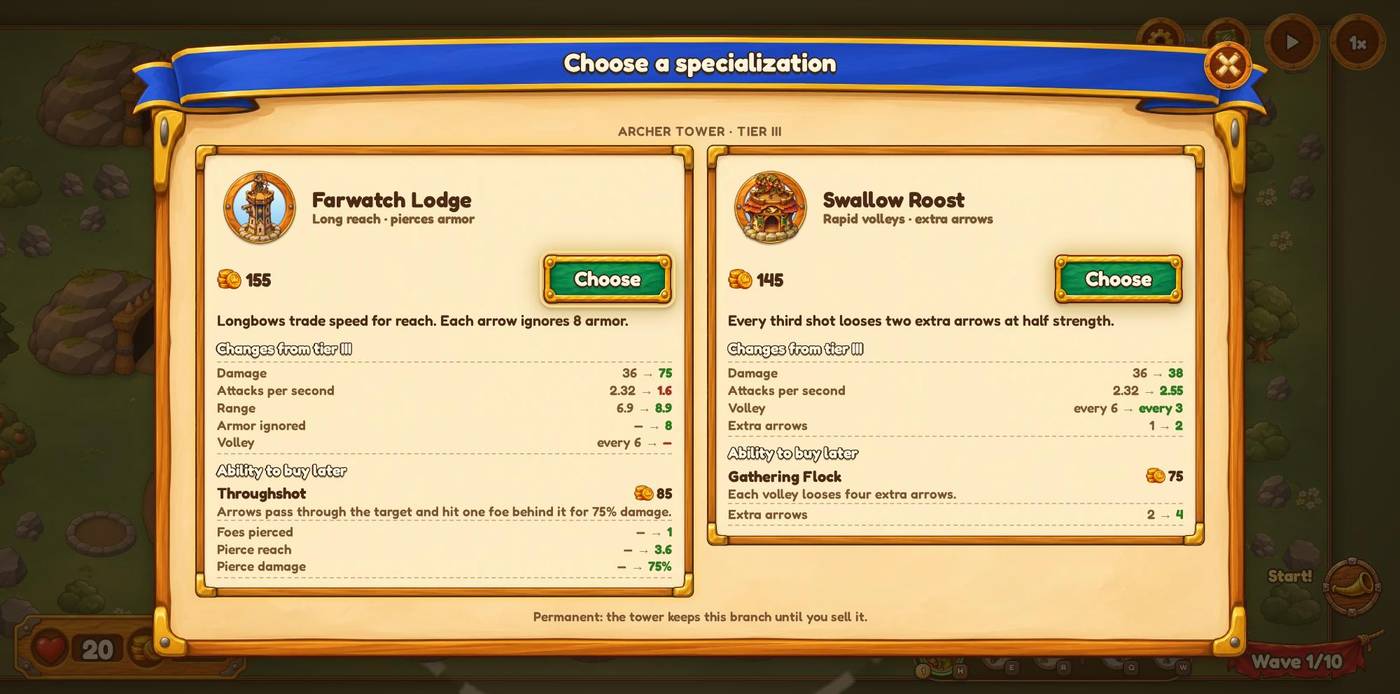 Choose a specialization
1x
ARCHER TOWER · TIER III
Farwatch Lodge
Long reach · pierces armor
155
Choose
Longbows trade speed for reach. Each arrow ignores 8 armor.
Changes from tier III
Damage 36 → 75
Attacks per second 2.32 → 1.6
Range 6.9 → 8.9
Armor ignored – → 8
Volley every 6 → –
Ability to buy later
Throughshot 85
Arrows pass through the target and hit one foe behind it for 75% damage.
Foes pierced – → 1
Pierce reach – → 3.6
Pierce damage – → 75%
Swallow Roost
Rapid volleys · extra arrows
145
Choose
Every third shot looses two extra arrows at half strength.
Changes from tier III
Damage 36 → 38
Attacks per second 2.32 → 2.55
Volley every 6 → every 3
Extra arrows 1 → 2
Ability to buy later
Gathering Flock 75
Each volley looses four extra arrows.
Extra arrows 2 → 4
Permanent: the tower keeps this branch until you sell it.
Start!
20
H E R Q W
Wave 1/10